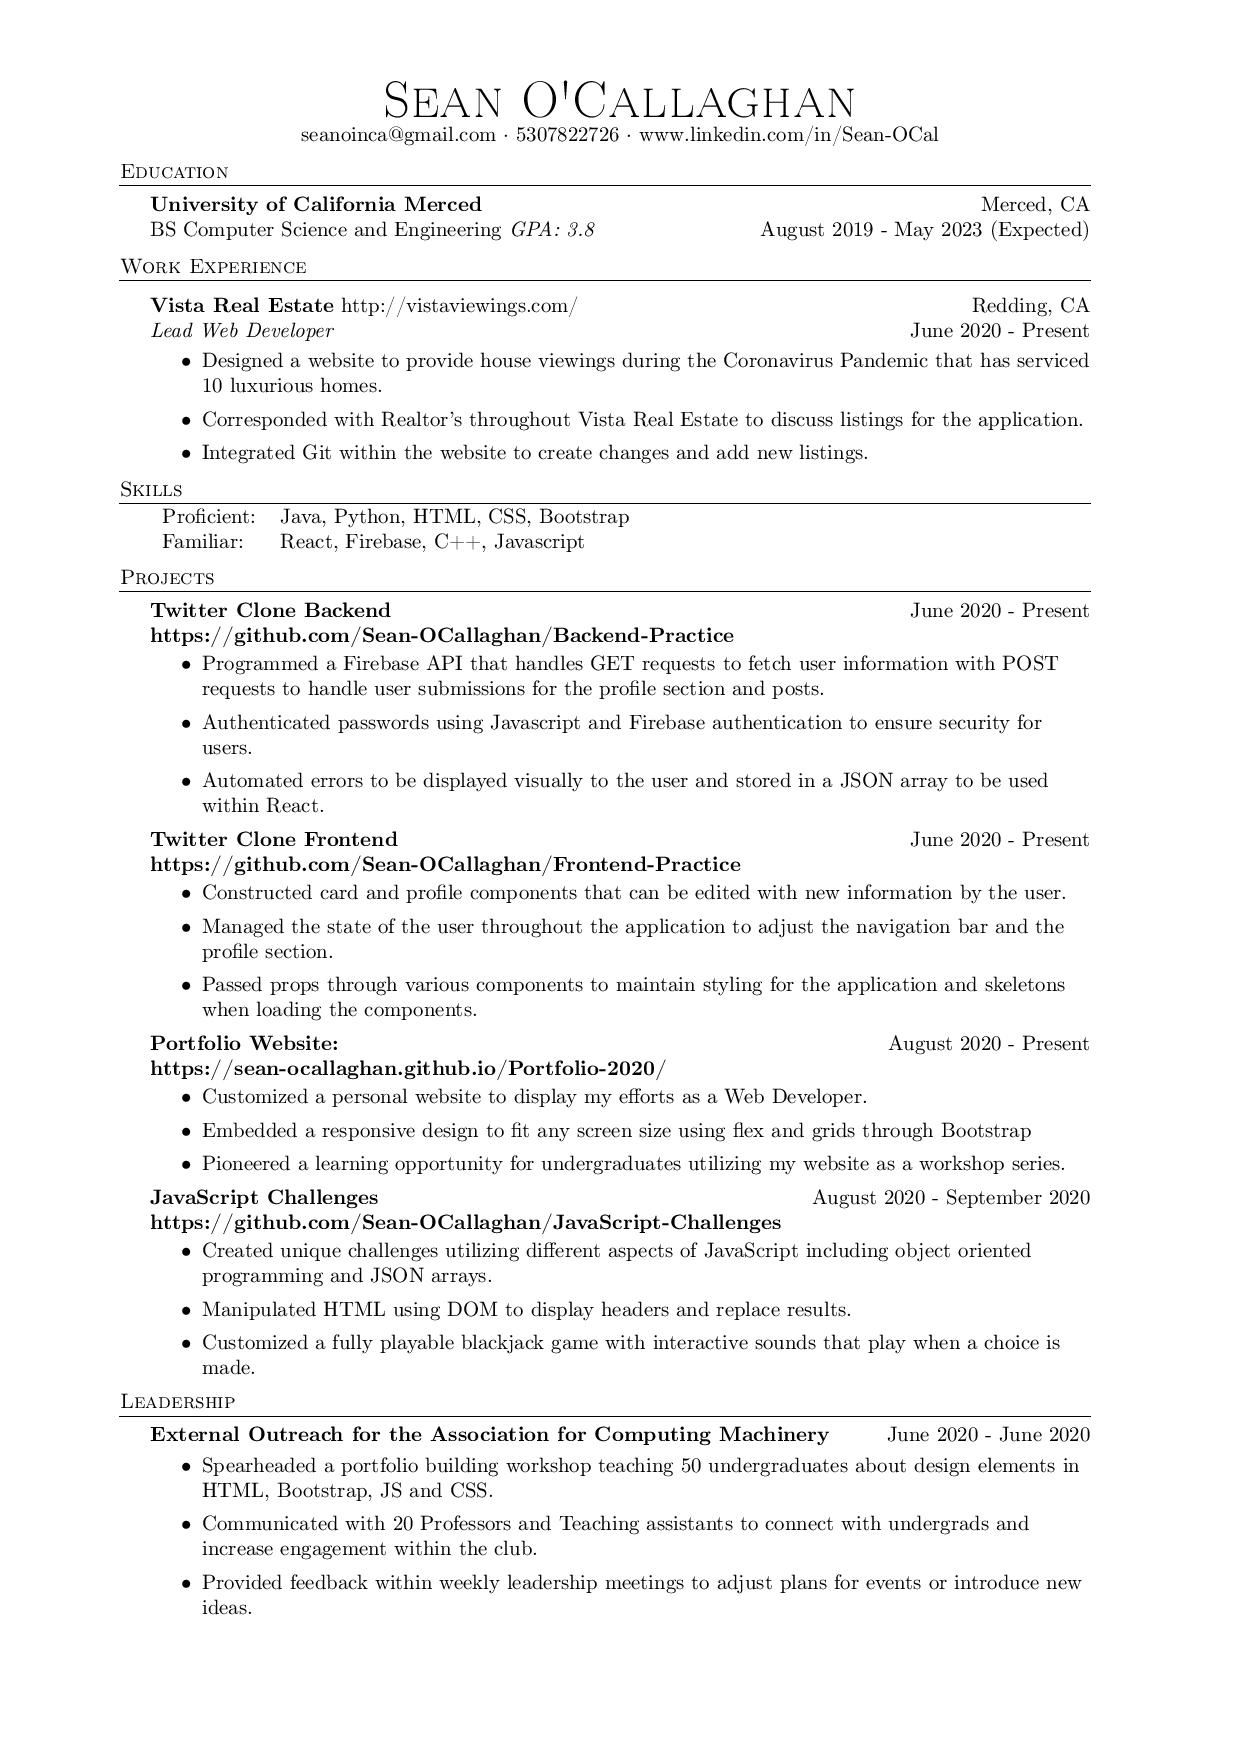 Sean O'Callaghan
seanoinca@gmail.com · 5307822726 · www.linkedin.com/in/Sean-OCal
Education
University of California Merced Merced, CA
BS Computer Science and Engineering GPA: 3.8 August 2019 - May 2023 (Expected)
Work Experience
Vista Real Estate http://vistaviewings.com/ Redding, CA
Lead Web Developer June 2020 - Present
• Designed a website to provide house viewings during the Coronavirus Pandemic that has serviced
10 luxurious homes.
• Corresponded with Realtor's throughout Vista Real Estate to discuss listings for the application.
• Integrated Git within the website to create changes and add new listings.
Skills
Proficient: Java, Python, HTML, CSS, Bootstrap
Familiar: React, Firebase, C++, Javascript
Projects
Twitter Clone Backend June 2020 - Present
https://github.com/Sean-OCallaghan/Backend-Practice
• Programmed a Firebase API that handles GET requests to fetch user information with POST
requests to handle user submissions for the profile section and posts.
• Authenticated passwords using Javascript and Firebase authentication to ensure security for
users.
• Automated errors to be displayed visually to the user and stored in a JSON array to be used
within React.
Twitter Clone Frontend June 2020 - Present
https://github.com/Sean-OCallaghan/Frontend-Practice
• Constructed card and profile components that can be edited with new information by the user.
• Managed the state of the user throughout the application to adjust the navigation bar and the
profile section.
• Passed props through various components to maintain styling for the application and skeletons
when loading the components.
Portfolio Website: August 2020 - Present
https://sean-ocallaghan.github.io/Portfolio-2020/
• Customized a personal website to display my efforts as a Web Developer.
• Embedded a responsive design to fit any screen size using flex and grids through Bootstrap
• Pioneered a learning opportunity for undergraduates utilizing my website as a workshop series.
JavaScript Challenges August 2020 - September 2020
https://github.com/Sean-OCallaghan/JavaScript-Challenges
• Created unique challenges utilizing different aspects of JavaScript including object oriented
programming and JSON arrays.
• Manipulated HTML using DOM to display headers and replace results.
• Customized a fully playable blackjack game with interactive sounds that play when a choice is
made.
Leadership
External Outreach for the Association for Computing Machinery June 2020 - June 2020
• Spearheaded a portfolio building workshop teaching 50 undergraduates about design elements in
HTML, Bootstrap, JS and CSS.
• Communicated with 20 Professors and Teaching assistants to connect with undergrads and
increase engagement within the club.
• Provided feedback within weekly leadership meetings to adjust plans for events or introduce new
ideas.